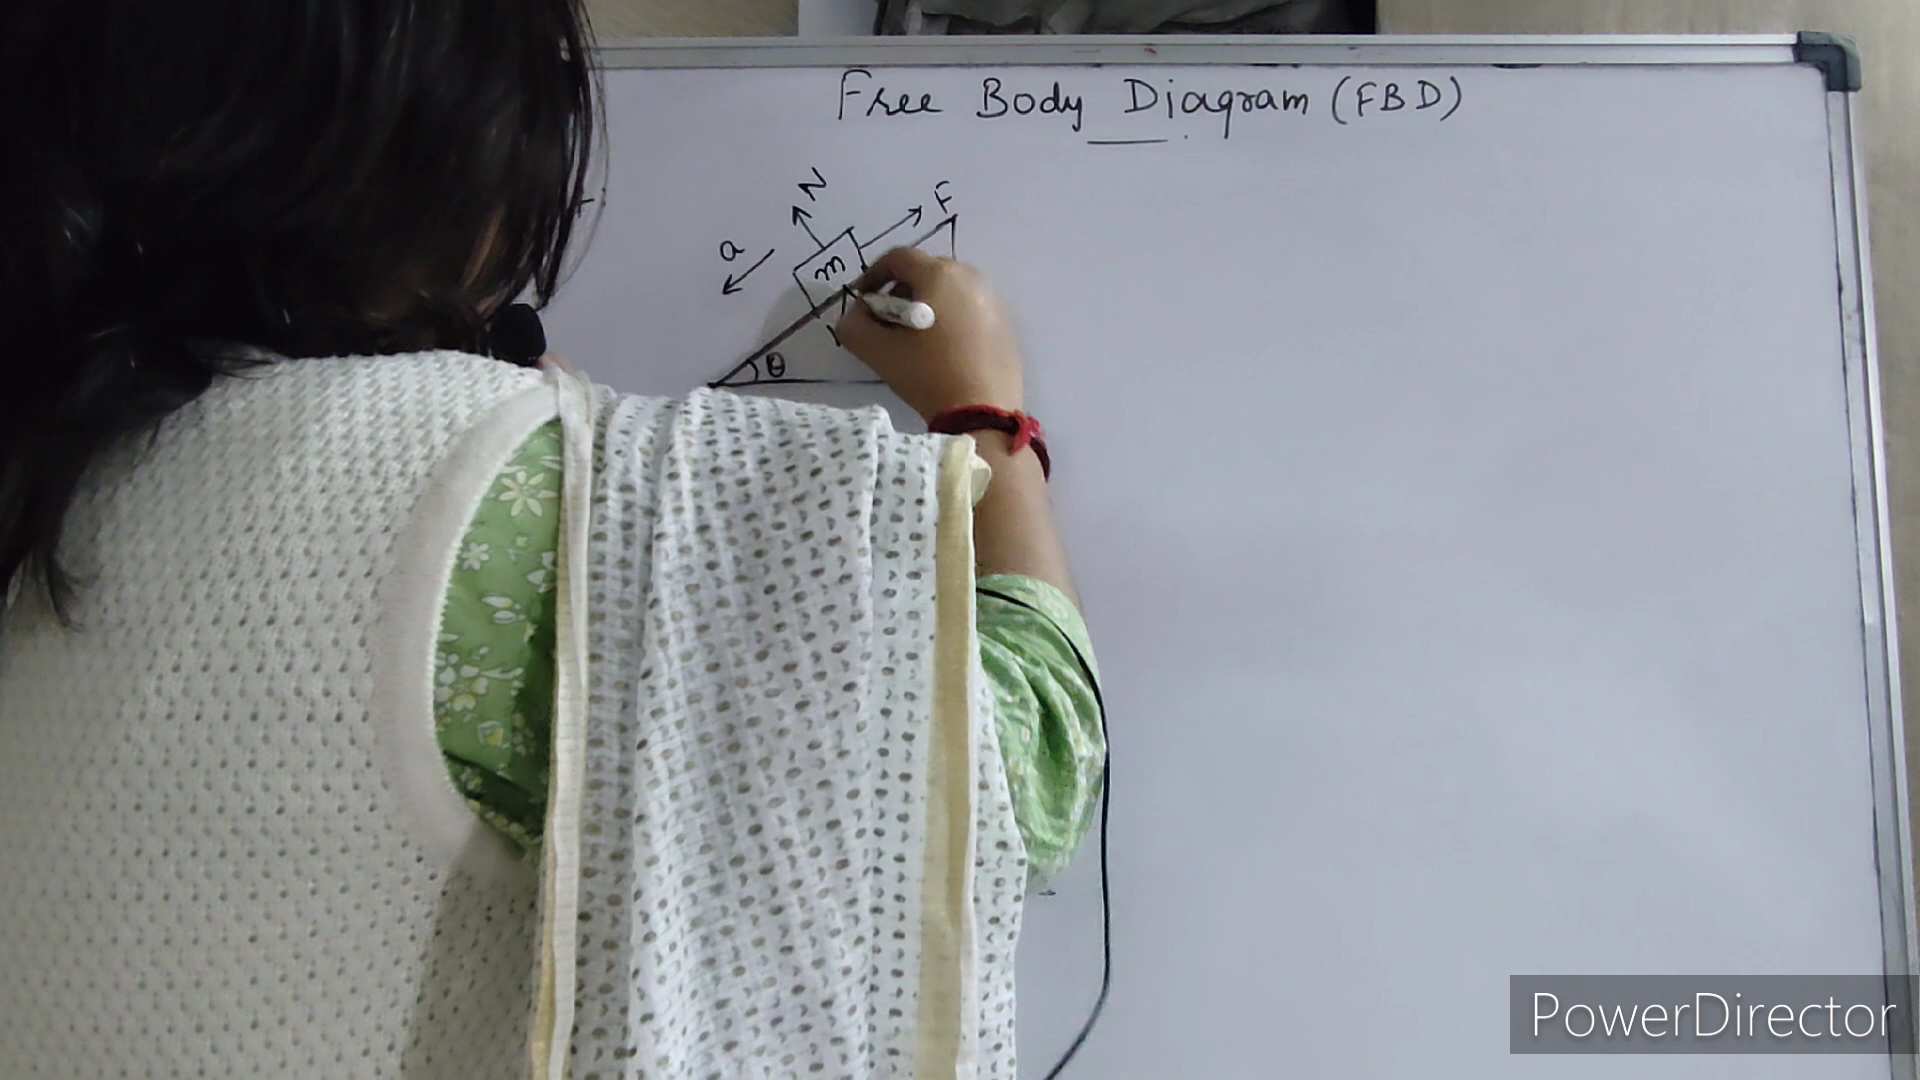 Free Body Diagram (FBD)
N
F
a
m
θ
PowerDirector